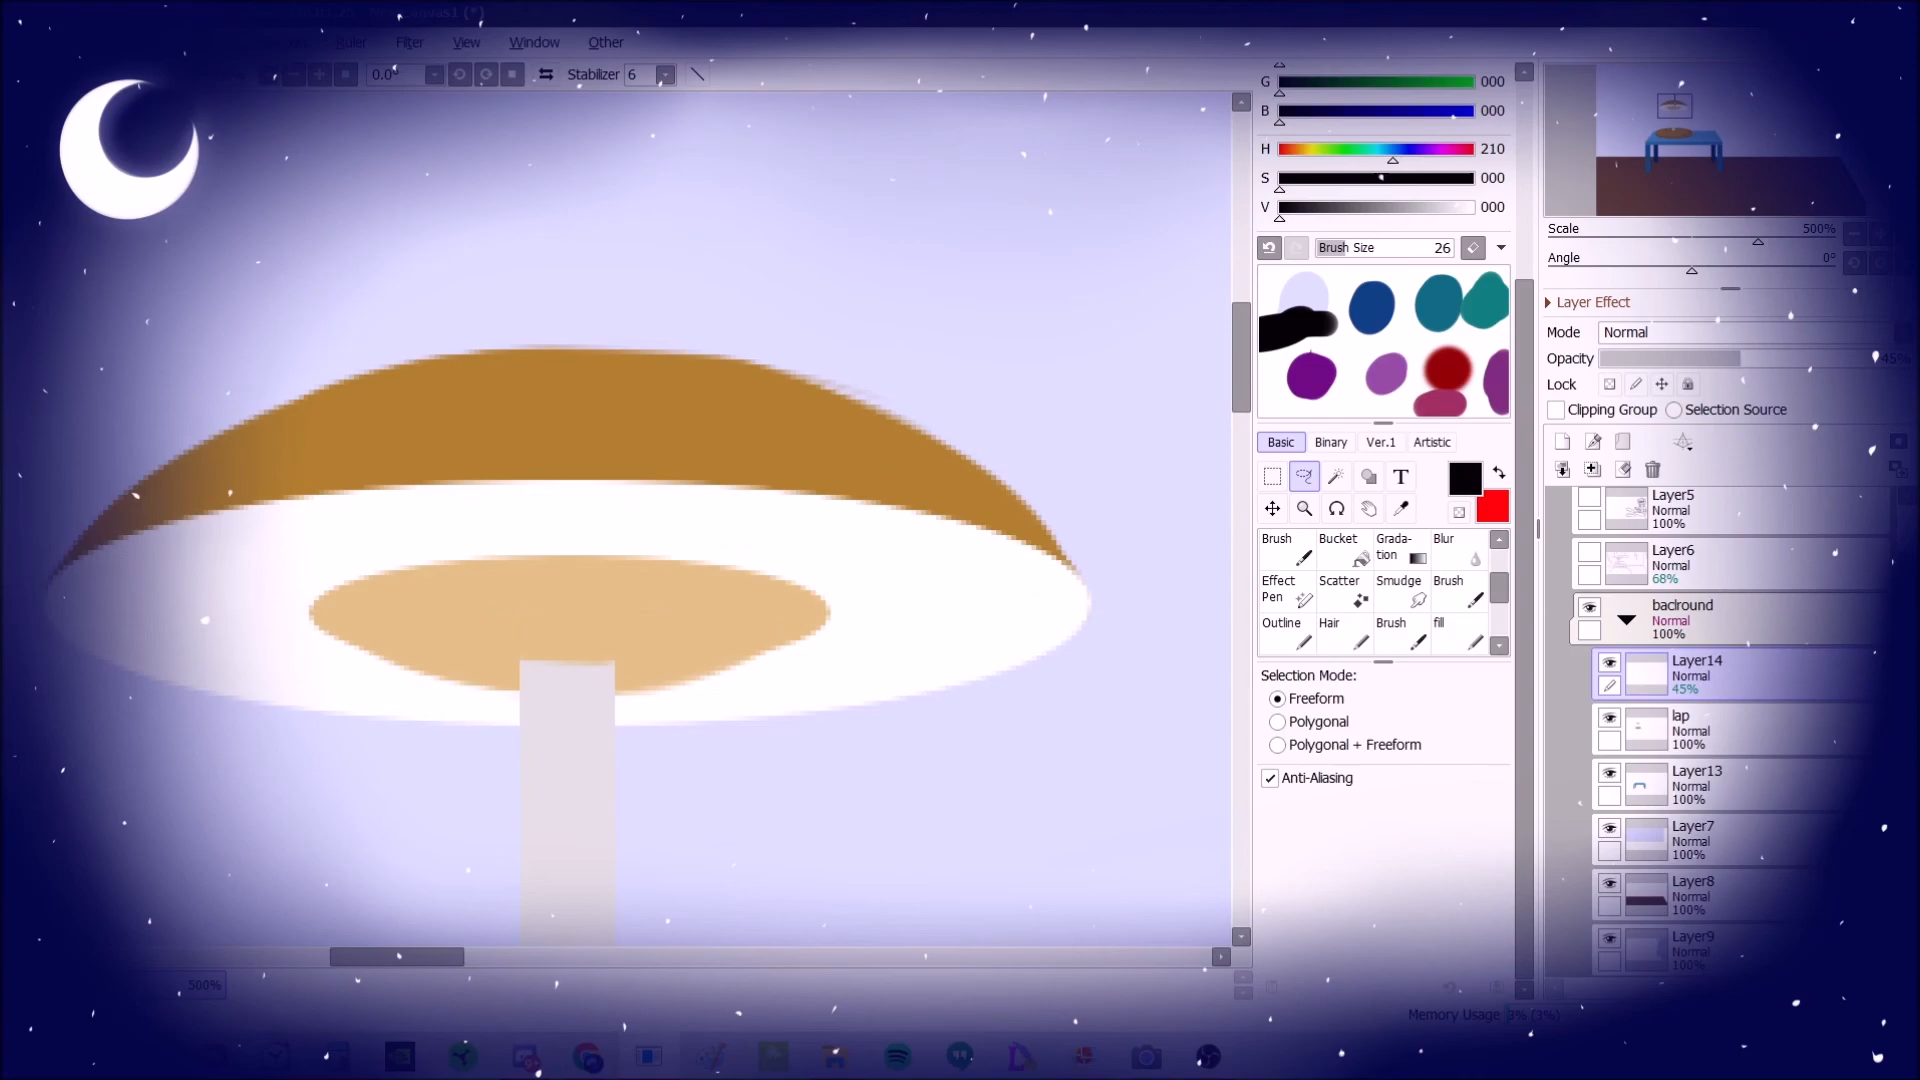 Ruler Filter View Window Other
0.0° Stabilizer 6
G 000
B 000
H 210
S 000
V 000
Brush Size 26
Basic Binary Ver.1 Artistic
T
Brush Bucket Grada-
tion Blur
Effect
Pen Scatter Smudge Brush
Outline Hair Brush fill
Selection Mode:
Freeform
Polygonal
Polygonal + Freeform
Anti-Aliasing
Scale 500%
Angle 0°
Layer Effect
Mode Normal
Opacity 45%
Lock
Clipping Group Selection Source
Layer5
Normal
100%
Layer6
Normal
68%
baclround
Normal
100%
Layer14
Normal
45%
lap
Normal
100%
Layer13
Normal
100%
Layer7
Normal
100%
Layer8
Normal
100%
Layer9
Normal
100%
500%
Memory Usage 3% (3%)